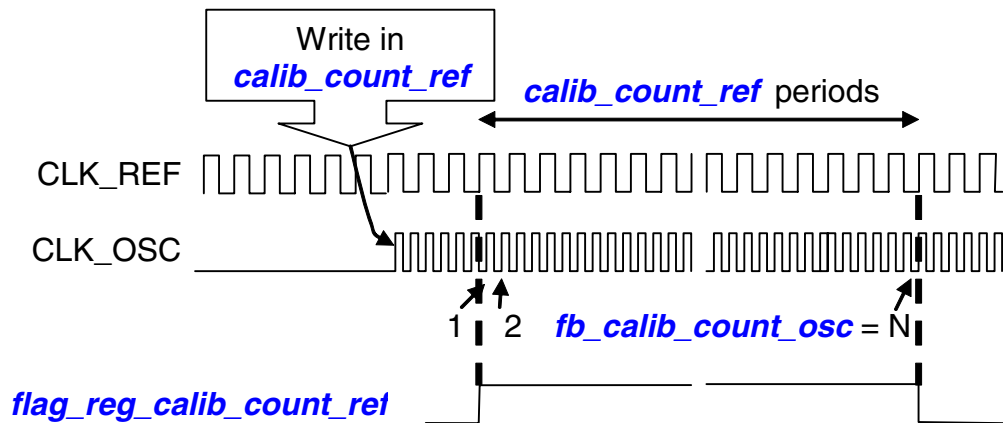 Write in
calib_count_ref
calib_count_ref periods
CLK_REF
CLK_OSC
1 2 fb_calib_count_osc = N
flag_reg_calib_count_ref